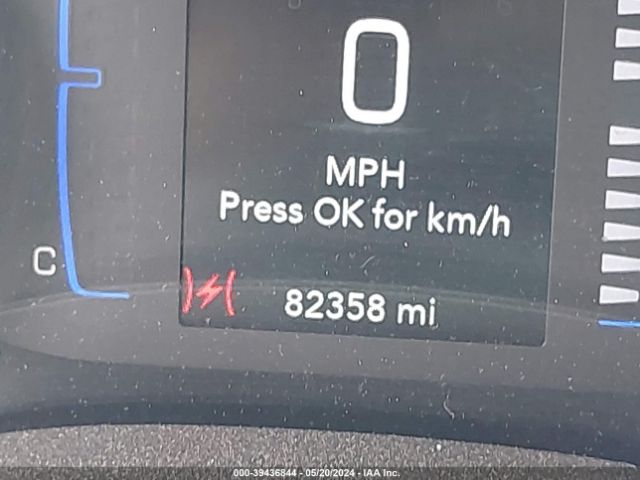 0
MPH
Press OK for km/h
C
82358 mi
000-39436844 - 05/20/2024 - IAA Inc.